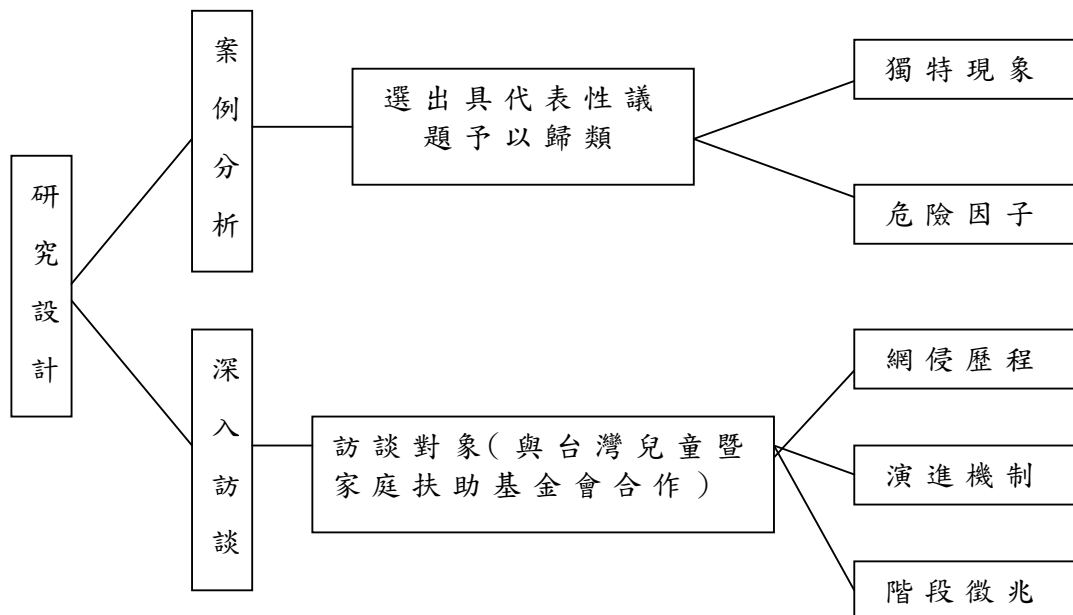 研究設計
案例分析
選出具代表性議
題予以歸類
獨特現象
危險因子
深入訪談
訪談對象(與台灣兒童暨
家庭扶助基金會合作)
網侵歷程
演進機制
階段徵兆